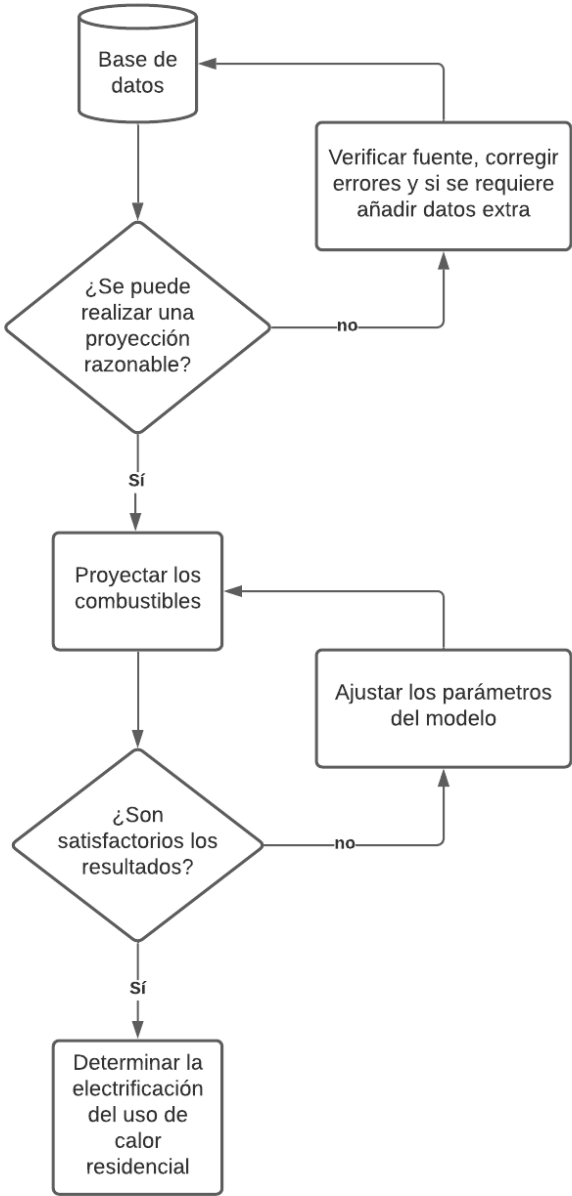 Base de
datos
Verificar fuente, corregir
errores y si se requiere
añadir datos extra
¿Se puede
realizar una
proyección
razonable?
no
Sí
Proyectar los
combustibles
Ajustar los parámetros
del modelo
¿Son
satisfactorios los
resultados?
no
Sí
Determinar la
electrificación
del uso de
calor
residencial